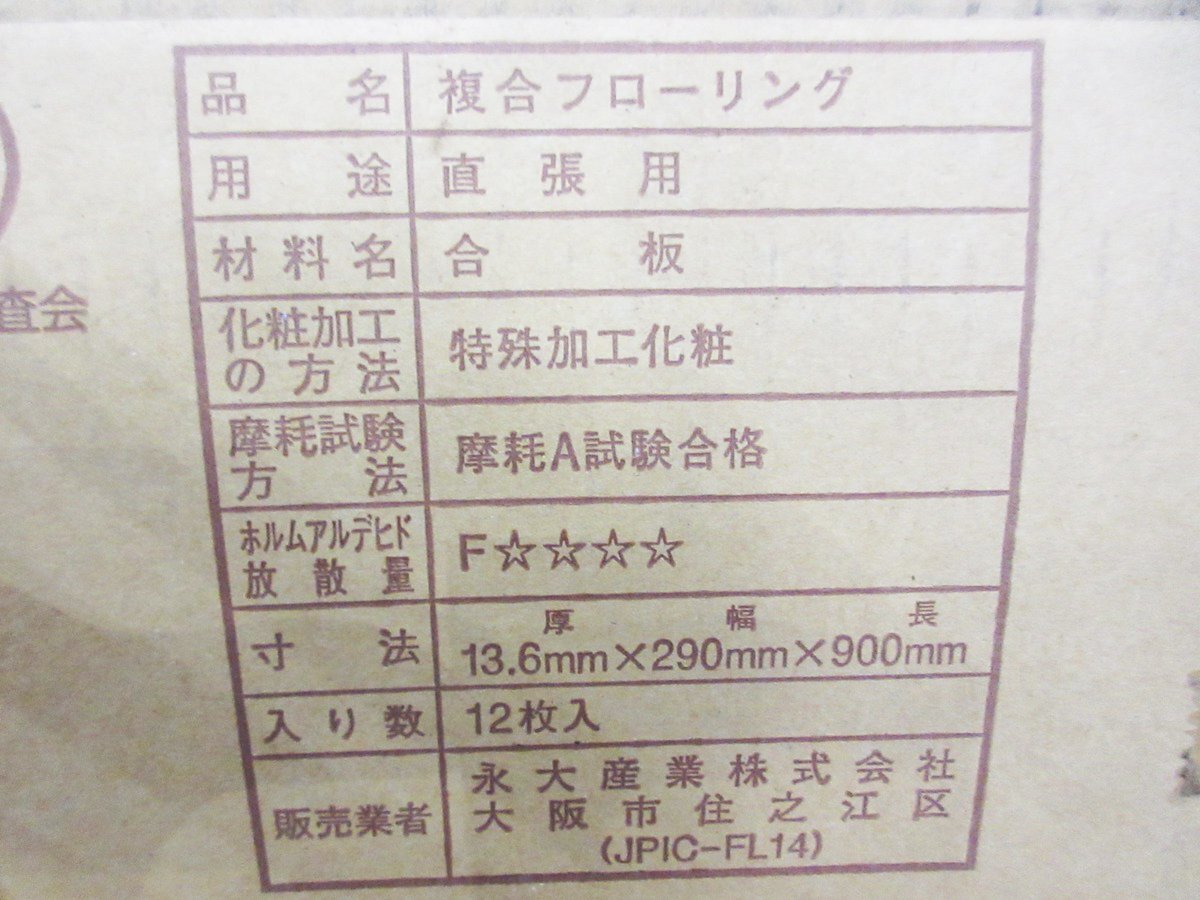 品名 複合フローリング
用途 直張用
材料名 合板
化粧加工
の方法
特殊加工化粧
摩耗試験
方法
摩耗A試験合格
ホルムアルデヒド
放散量
F☆☆☆☆
寸法
厚 幅 長
13.6mm×290mm×900mm
入り数 12枚入
販売業者
永大産業株式会社
大阪市住之江区
(JPIC-FL14)
査会